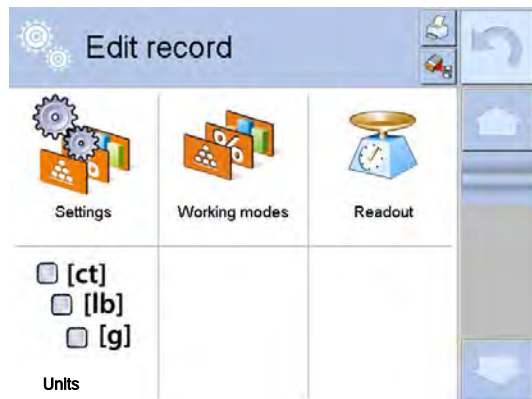 Edit record
%
Settings
Working modes
Readout
[ct]
[lb]
[g]
Units